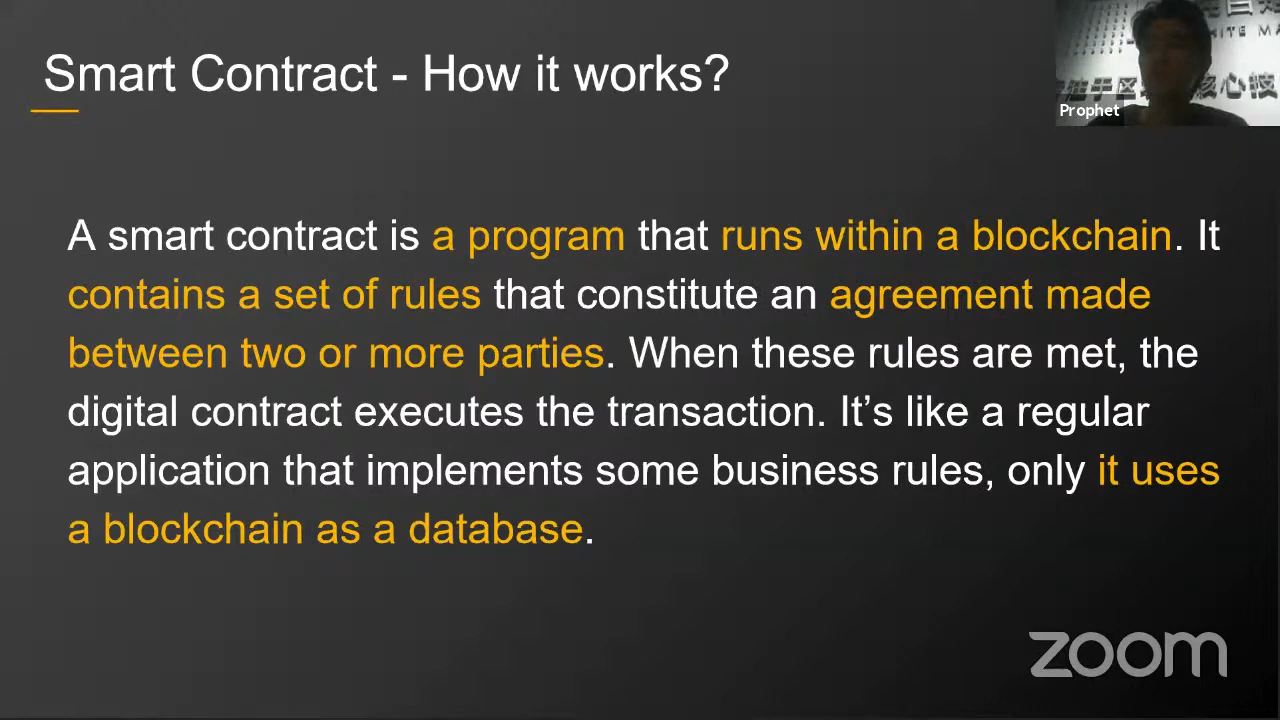 Smart Contract - How it works?
Prophet
A smart contract is a program that runs within a blockchain. It
contains a set of rules that constitute an agreement made
between two or more parties. When these rules are met, the
digital contract executes the transaction. It’s like a regular
application that implements some business rules, only it uses
a blockchain as a database.
zoom